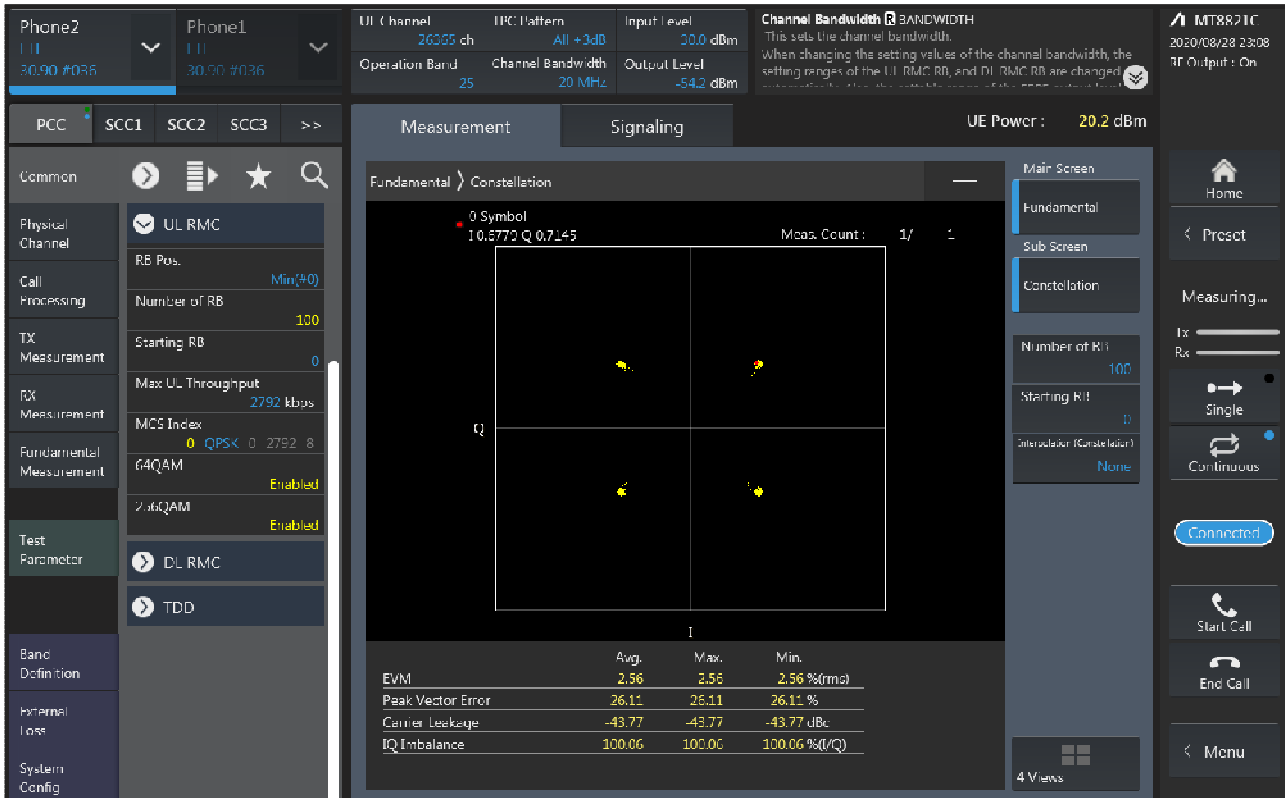 Phone2
30.90 #036
Phone1
30.90 #036
UL Channel
26365 ch
Operation Band
25
TPC Pattern
All +3dB
Channel Bandwidth
20 MHz
Input Level
30.0 dBm
Output Level
-54.2 dBm
Channel Bandwidth R BANDWIDTH
This sets the channel bandwidth.
When changing the setting values of the channel bandwidth, the
setting ranges of the UL RMC RB, and DL RMC RB are changed
MT8821C
2020/08/28 23:08
RF Output : On
PCC
SCC1
SCC2
SCC3
>>
Measurement
Signaling
UE Power : 20.2 dBm
Common
Physical
Channel
Call
Processing
TX
Measurement
RX
Measurement
Fundamental
Measurement
Test
Parameter
Band
Definition
External
Loss
System
Config
UL RMC
RB Pos.
Min(#0)
Number of RB
100
Starting RB
0
Max UL Throughput
2792 kbps
MCS Index
0 QPSK 0 2792 8
64QAM
Enabled
256QAM
Enabled
DL RMC
TDD
Fundamental > Constellation
0 Symbol
I 0.6779 Q 0.7145
Meas. Count : 1/ 1
Q
I
Avg. Max. Min.
EVM 2.56 2.56 2.56 %(rms)
Peak Vector Error 26.11 26.11 26.11 %
Carrier Leakage -43.77 -43.77 -43.77 dBc
IQ Imbalance 100.06 100.06 100.06 %(I/Q)
Main Screen
Fundamental
Sub Screen
Constellation
Number of RB
100
Starting RB
0
Interpolation (Constellation)
None
4 Views
Home
< Preset
Measuring...
Tx
Rx
Single
Continuous
Connected
Start Call
End Call
< Menu